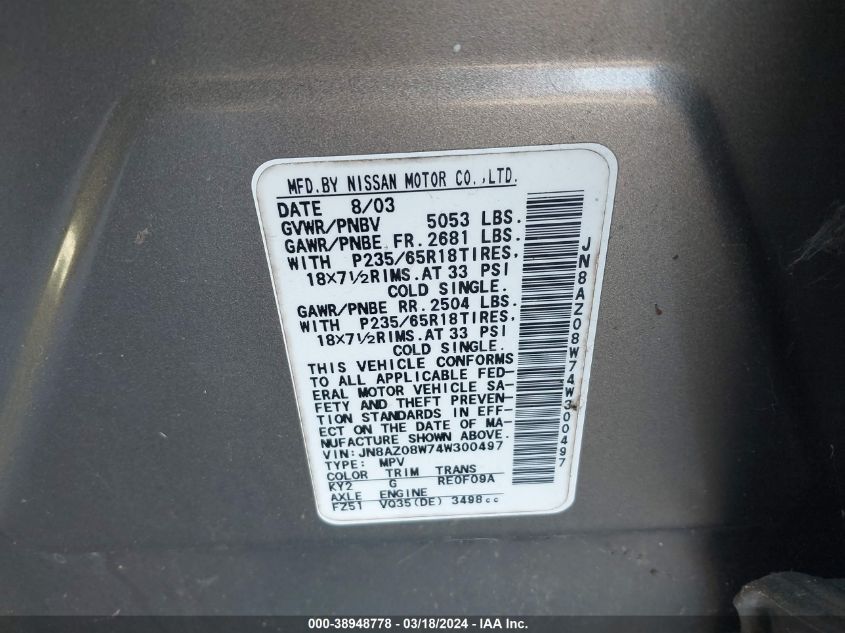 MFD.BY NISSAN MOTOR CO.,LTD.
DATE 8/03
GVWR/PNBV 5053 LBS.
GAWR/PNBE FR. 2681 LBS.
WITH P235/65R18TIRES,
18×7½RIMS.AT 33 PSI
COLD SINGLE.
GAWR/PNBE RR. 2504 LBS.
WITH P235/65R18TIRES,
18×7½RIMS.AT 33 PSI
COLD SINGLE.
THIS VEHICLE CONFORMS
TO ALL APPLICABLE FED-
ERAL MOTOR VEHICLE SA-
FETY AND THEFT PREVEN-
TION STANDARDS IN EFF-
ECT ON THE DATE OF MA-
NUFACTURE SHOWN ABOVE.
VIN:JN8AZ08W74W300497
TYPE: MPV
COLOR TRIM TRANS
KY2 G RE0F09A
AXLE ENGINE
FZ51 VQ35(DE) 3498cc
JN8AZ08W74W300497
000-38948778 - 03/18/2024 - IAA Inc.